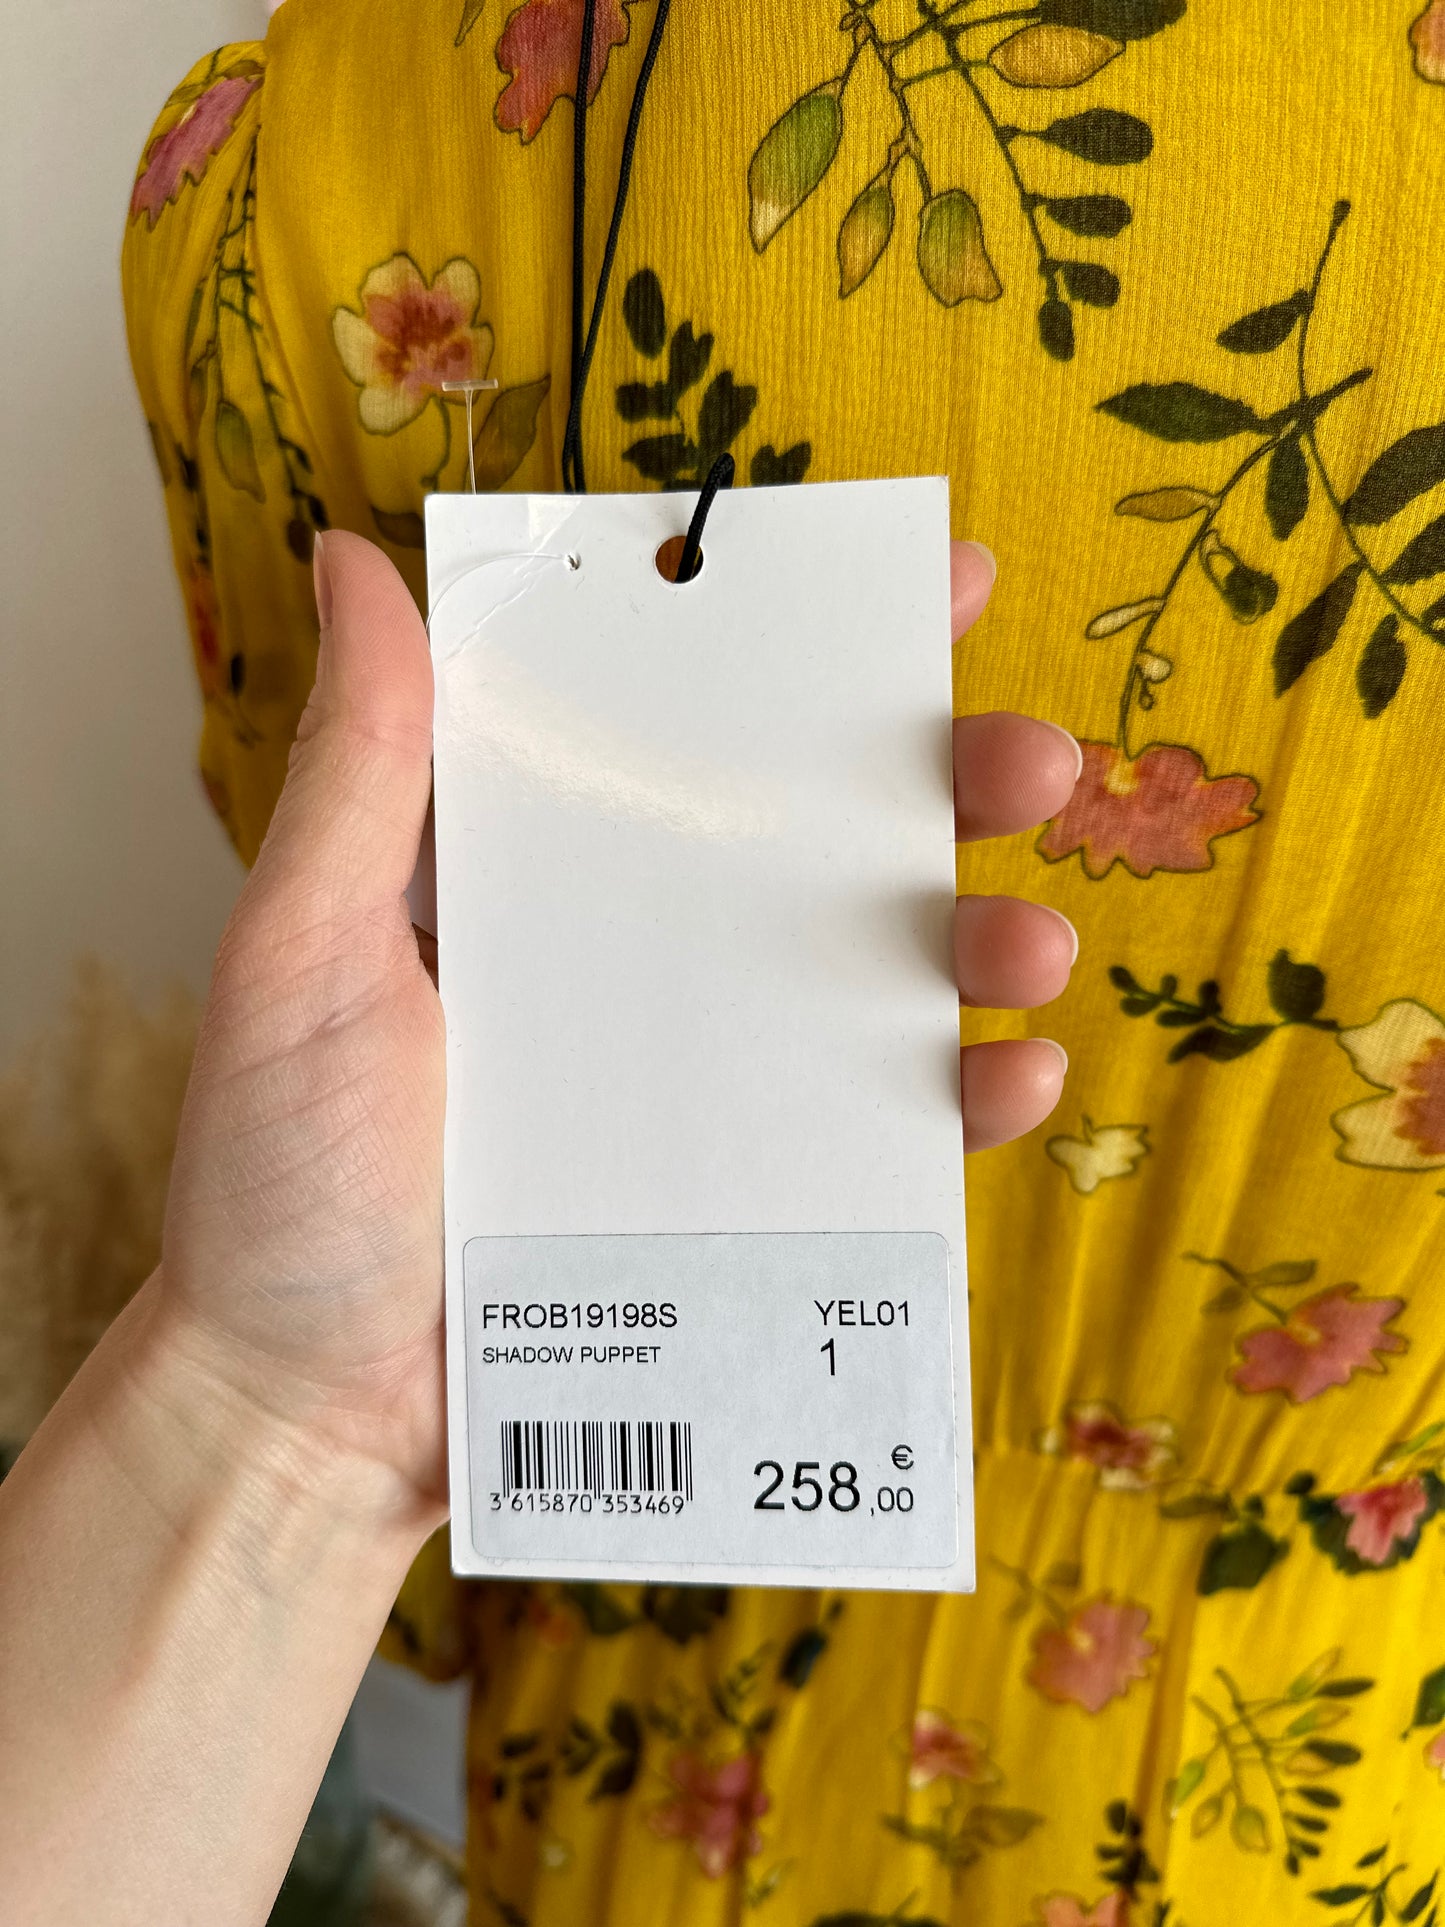 FROB19198S YEL01
SHADOW PUPPET 1
258,00 €
3 615870 353469